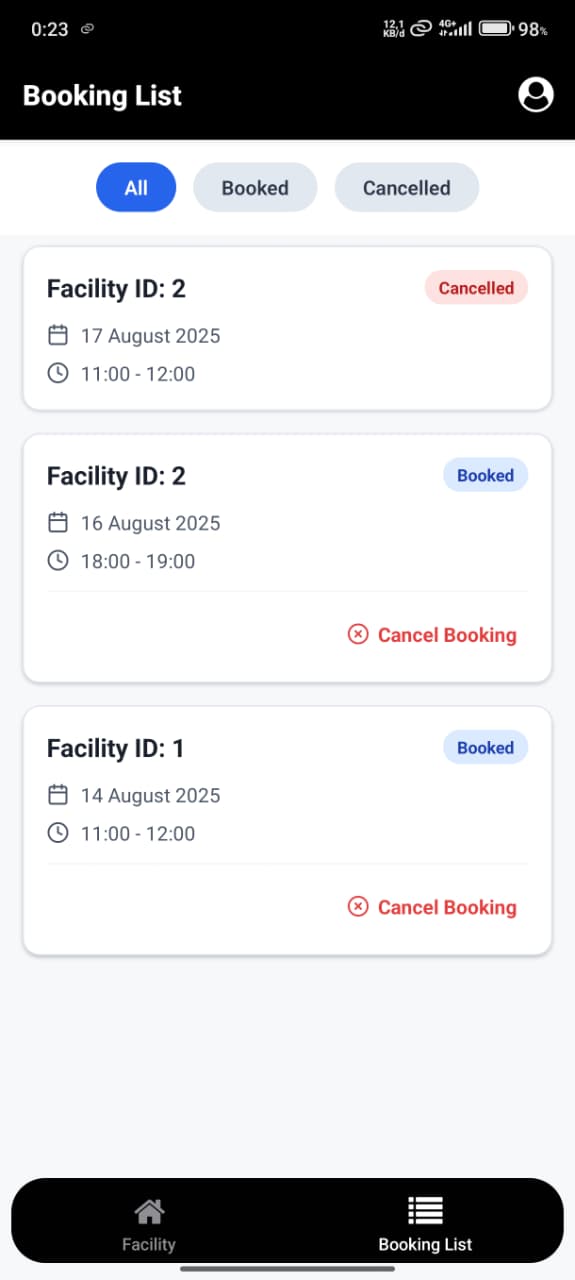 0:23
12,1 KB/d 4G+ 98%
Booking List
All Booked Cancelled
Facility ID: 2 Cancelled
17 August 2025
11:00 - 12:00
Facility ID: 2 Booked
16 August 2025
18:00 - 19:00
Cancel Booking
Facility ID: 1 Booked
14 August 2025
11:00 - 12:00
Cancel Booking
Facility Booking List